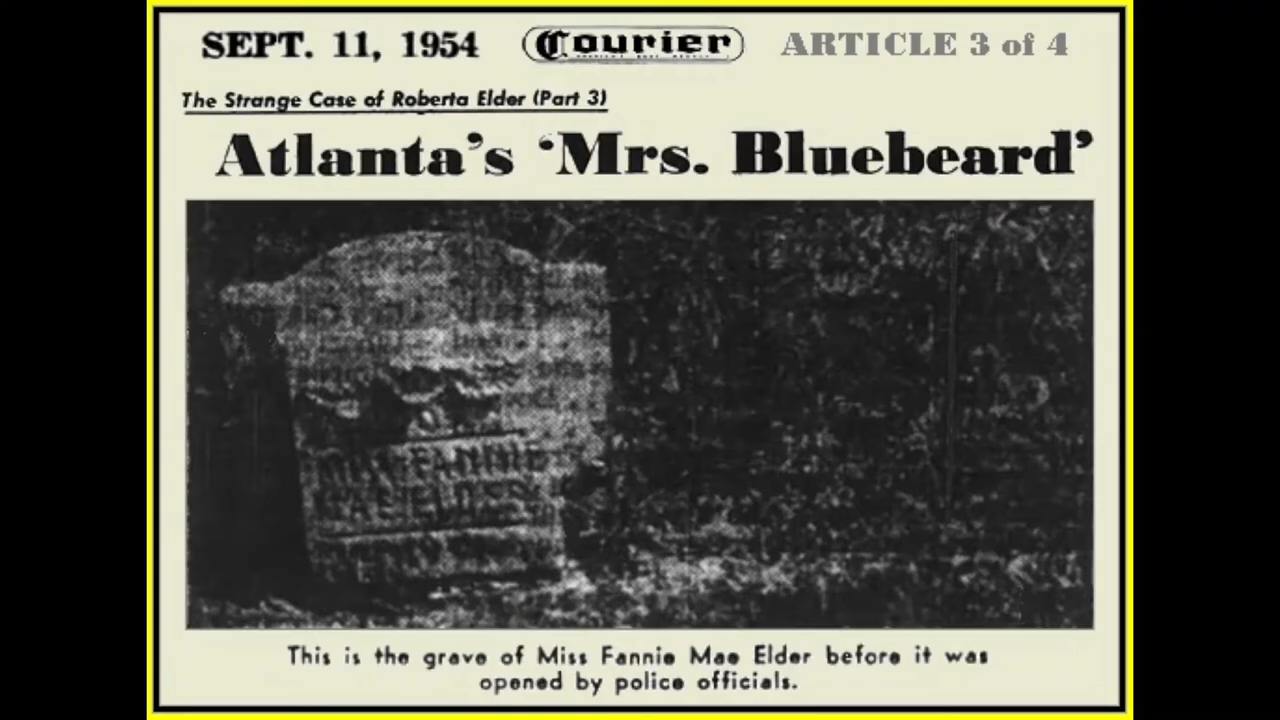 SEPT. 11, 1954 Courier ARTICLE 3 of 4
The Strange Case of Roberta Elder (Part 3)
Atlanta's ‘Mrs. Bluebeard’
FANNIE
This is the grave of Miss Fannie Mae Elder before it was
opened by police officials.